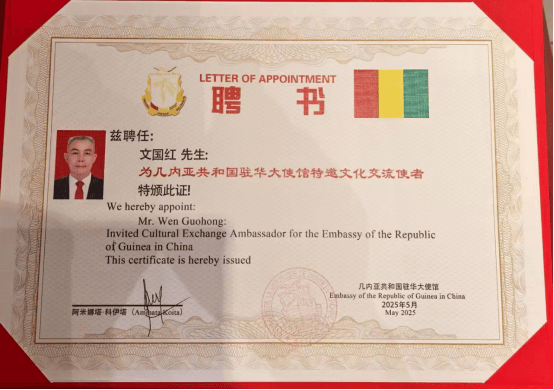 LETTER OF APPOINTMENT
聘 书
兹聘任:
文国红 先生:
为几内亚共和国驻华大使馆特邀文化交流使者
特颁此证!
We hereby appoint:
Mr. Wen Guohong:
Invited Cultural Exchange Ambassador for the Embassy of the Republic
of Guinea in China
This certificate is hereby issued
几内亚共和国驻华大使馆
Embassy of the Republic of Guinea in China
2025年5月
May 2025
阿米娜塔·科伊塔 (Aminata Koita)